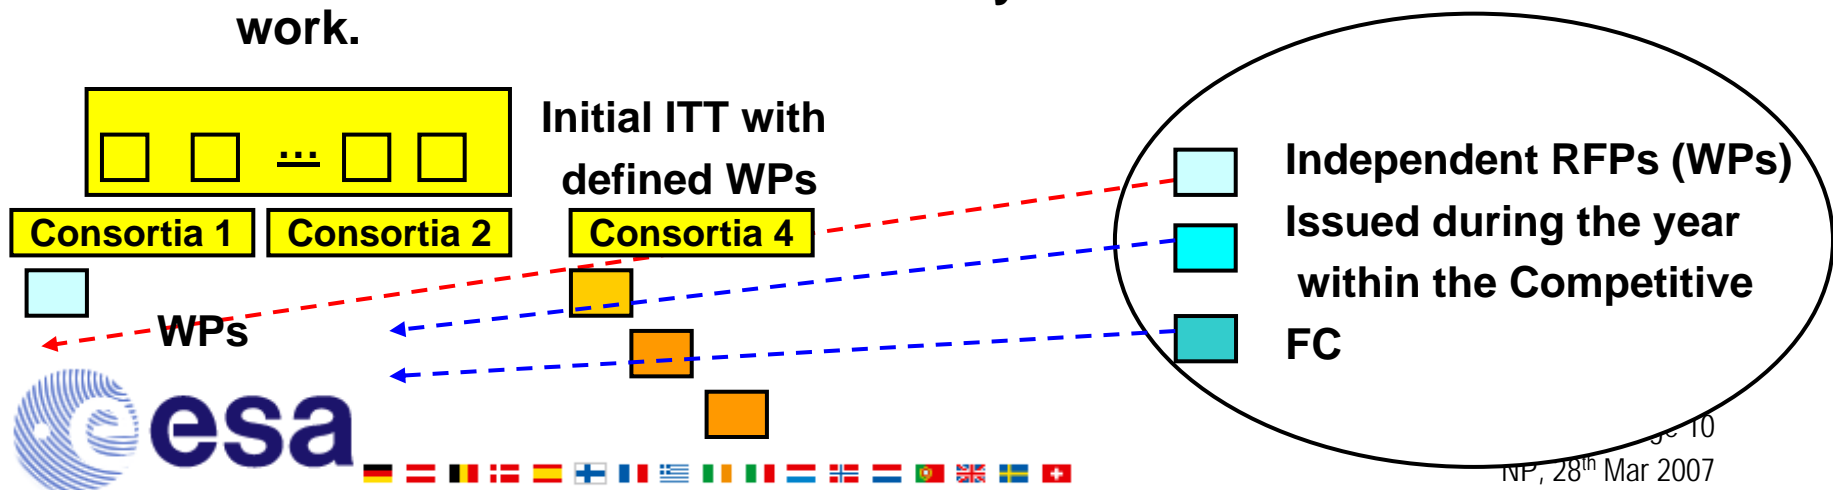 work.
Initial ITT with
defined WPs
...
Consortia 1
Consortia 2
Consortia 4
WPs
Independent RFPs (WPs)
Issued during the year
within the Competitive
FC
esa
10
NP, 28th Mar 2007